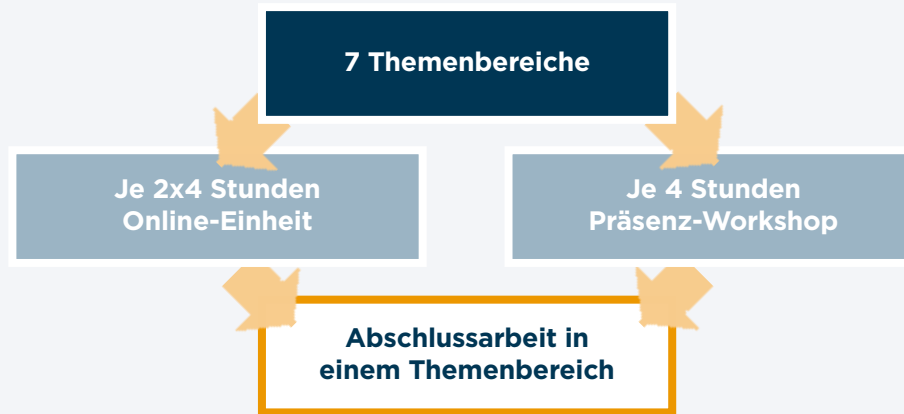 7 Themenbereiche
Je 2x4 Stunden
Online-Einheit
Je 4 Stunden
Präsenz-Workshop
Abschlussarbeit in
einem Themenbereich